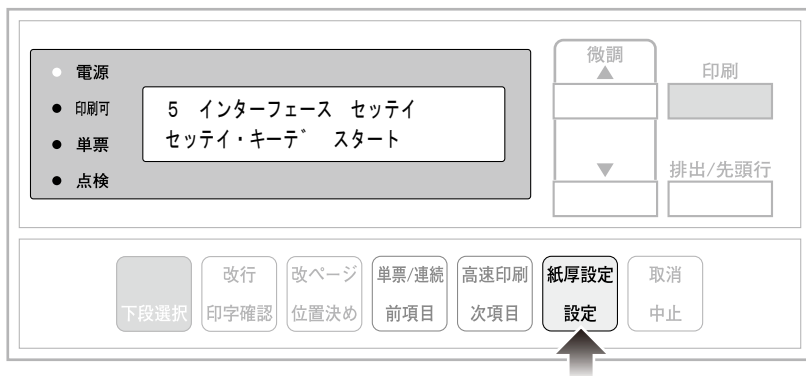 電源
印刷可
単票
点検
5 インターフェース セッテイ
セッテイ・キーデ゛ スタート
微調
▲
▼
印刷
排出/先頭行
下段選択
改行
印字確認
改ページ
位置決め
単票/連続
前項目
高速印刷
次項目
紙厚設定
設定
取消
中止